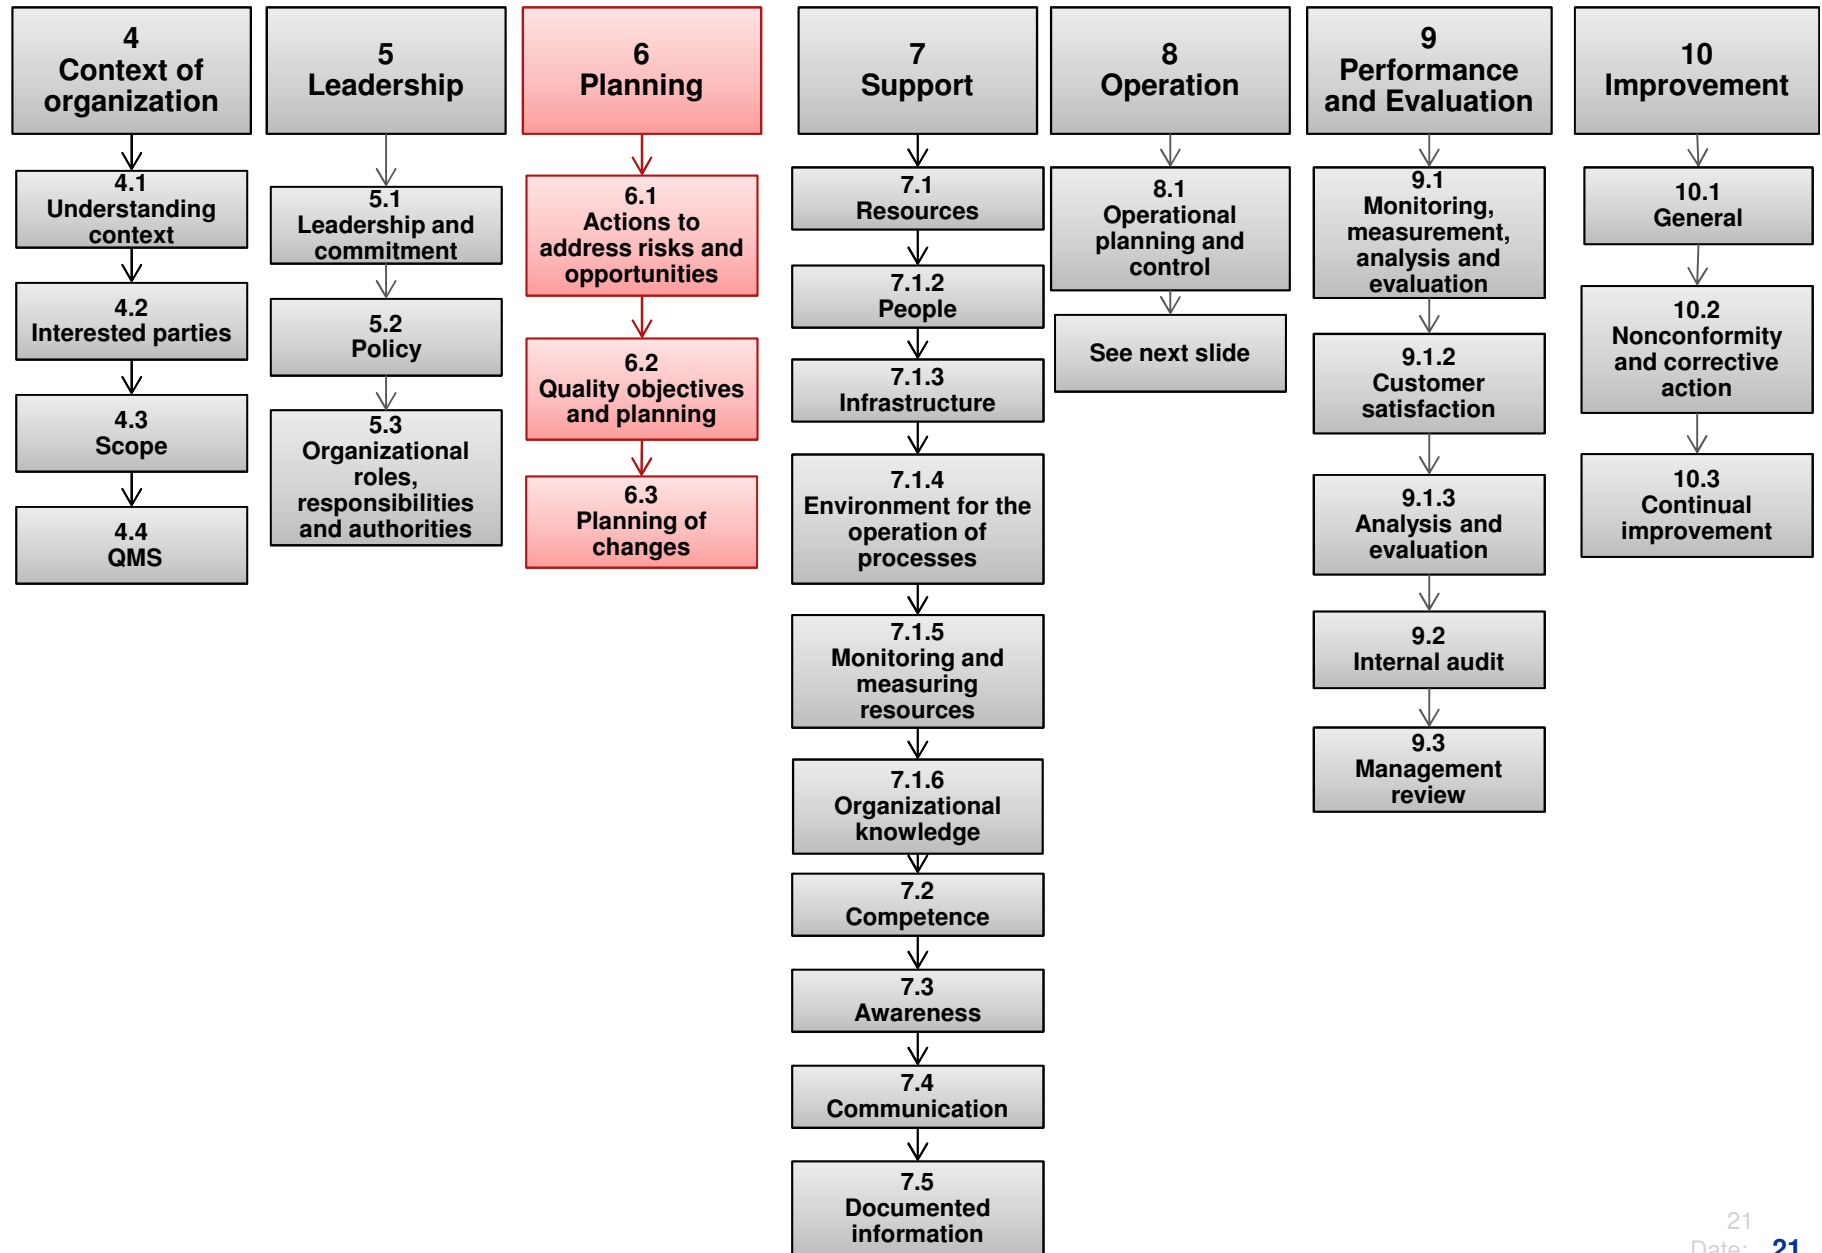 4
Context of
organization
4.1
Understanding
context
4.2
Interested parties
4.3
Scope
4.4
QMS
5
Leadership
5.1
Leadership and
commitment
5.2
Policy
5.3
Organizational
roles,
responsibilities
and authorities
6
Planning
6.1
Actions to
address risks and
opportunities
6.2
Quality objectives
and planning
6.3
Planning of
changes
7
Support
7.1
Resources
7.1.2
People
7.1.3
Infrastructure
7.1.4
Environment for the
operation of
processes
7.1.5
Monitoring and
measuring
resources
7.1.6
Organizational
knowledge
7.2
Competence
7.3
Awareness
7.4
Communication
7.5
Documented
information
8
Operation
8.1
Operational
planning and
control
See next slide
9
Performance
and Evaluation
9.1
Monitoring,
measurement,
analysis and
evaluation
9.1.2
Customer
satisfaction
9.1.3
Analysis and
evaluation
9.2
Internal audit
9.3
Management
review
10
Improvement
10.1
General
10.2
Nonconformity
and corrective
action
10.3
Continual
improvement
21
Date: 21